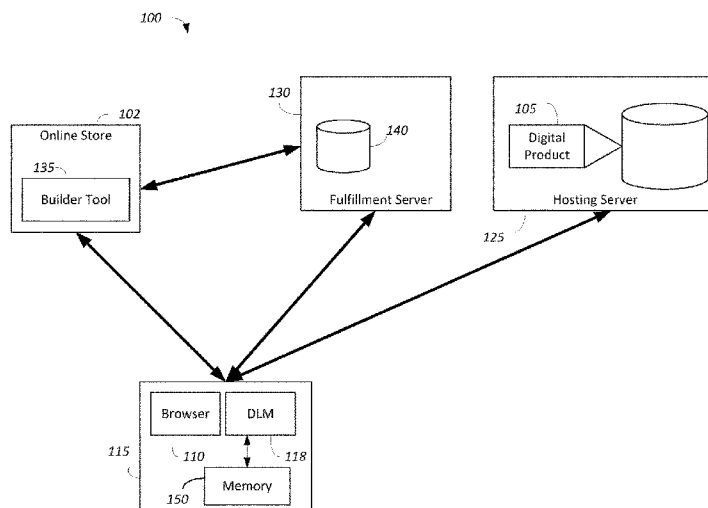 100
102
130
105
Online Store
140
Digital
Product
135
Builder Tool
Fulfillment Server
Hosting Server
125
Browser
DLM
115
110
118
150
Memory